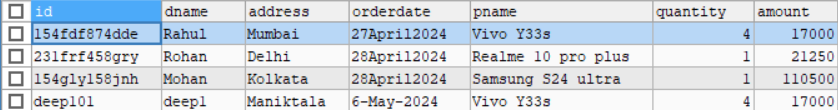 id dname address orderdate pname quantity amount
154fdf874dde Rahul Mumbai 27April2024 Vivo Y33s 4 17000
231frf458gry Rohan Delhi 28April2024 Realme 10 pro plus 1 21250
154gly158jnh Mohan Kolkata 28April2024 Samsung S24 ultra 1 110500
deep101 deep1 Maniktala 6-May-2024 Vivo Y33s 4 17000